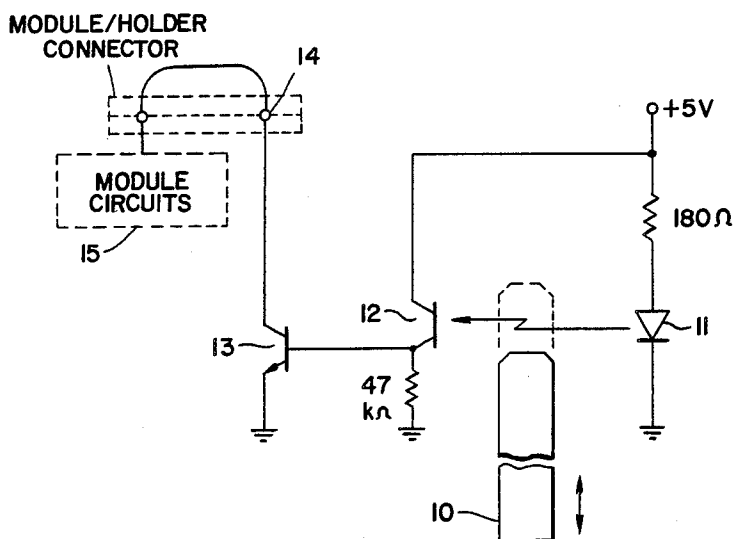 MODULE/HOLDER
CONNECTOR
14
+5V
MODULE
CIRCUITS
15
180Ω
12
11
13
47
kΩ
10